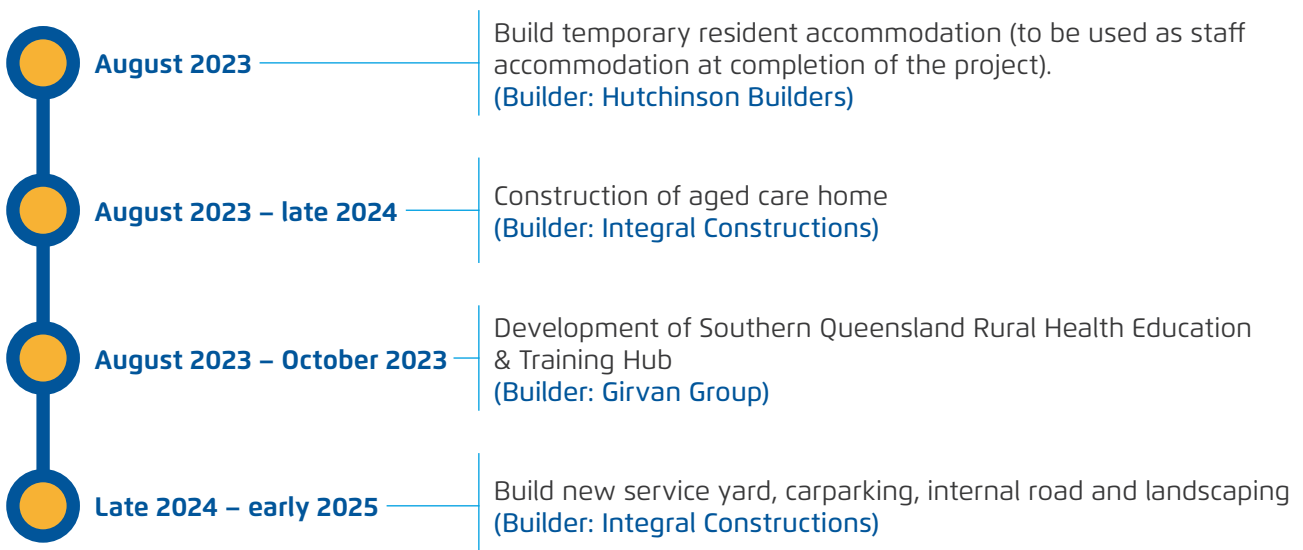 August 2023
Build temporary resident accommodation (to be used as staff
accommodation at completion of the project).
(Builder: Hutchinson Builders)
August 2023 – late 2024
Construction of aged care home
(Builder: Integral Constructions)
August 2023 – October 2023
Development of Southern Queensland Rural Health Education
& Training Hub
(Builder: Girvan Group)
Late 2024 – early 2025
Build new service yard, carparking, internal road and landscaping
(Builder: Integral Constructions)